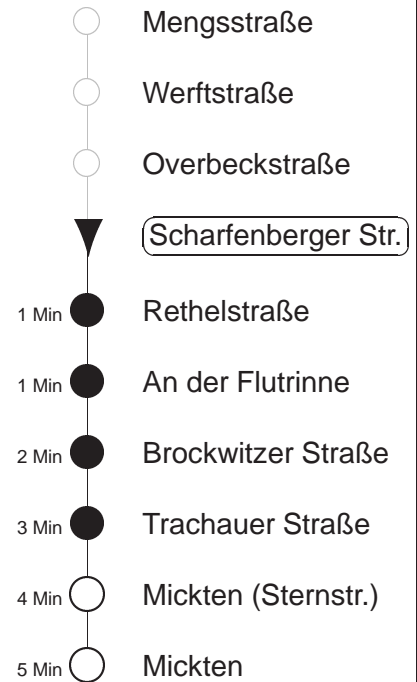 Mengsstraße
Werftstraße
Overbeckstraße
Scharfenberger Str.
1 Min Rethelstraße
1 Min An der Flutrinne
2 Min Brockwitzer Straße
3 Min Trachauer Straße
4 Min Mickten (Sternstr.)
5 Min Mickten